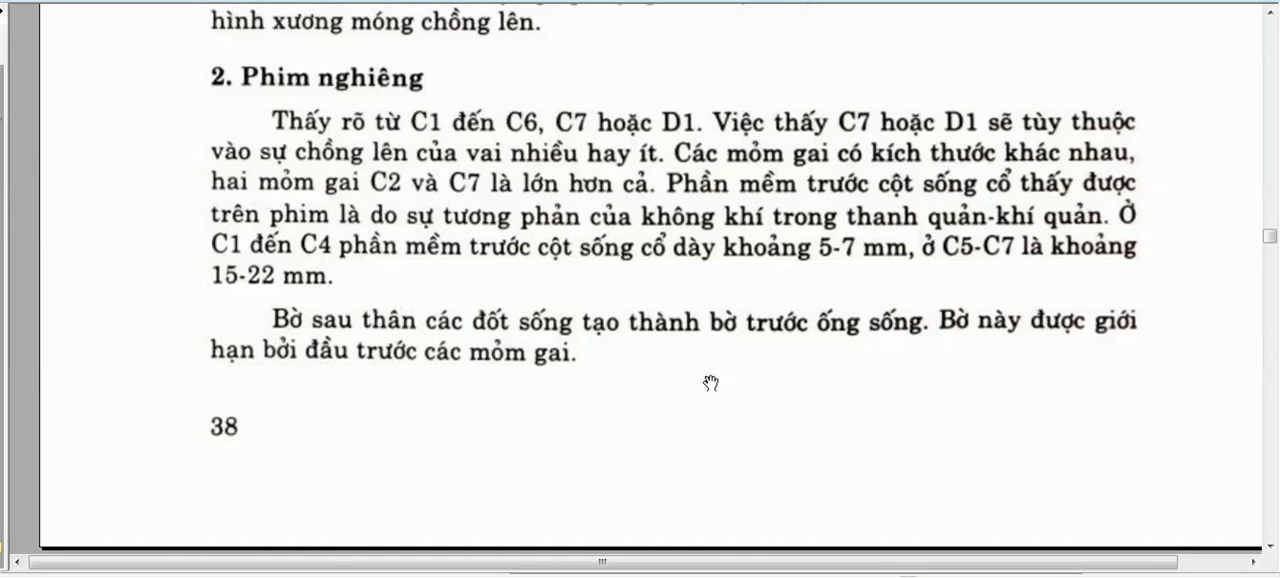 hình xương móng chồng lên.
2. Phim nghiêng
Thấy rõ từ C1 đến C6, C7 hoặc D1. Việc thấy C7 hoặc D1 sẽ tùy thuộc
vào sự chồng lên của vai nhiều hay ít. Các mỏm gai có kích thước khác nhau,
hai mỏm gai C2 và C7 là lớn hơn cả. Phần mềm trước cột sống cổ thấy được
trên phim là do sự tương phản của không khí trong thanh quản-khí quản. Ở
C1 đến C4 phần mềm trước cột sống cổ dày khoảng 5-7 mm, ở C5-C7 là khoảng
15-22 mm.
Bờ sau thân các đốt sống tạo thành bờ trước ống sống. Bờ này được giới
hạn bởi đầu trước các mỏm gai.
38